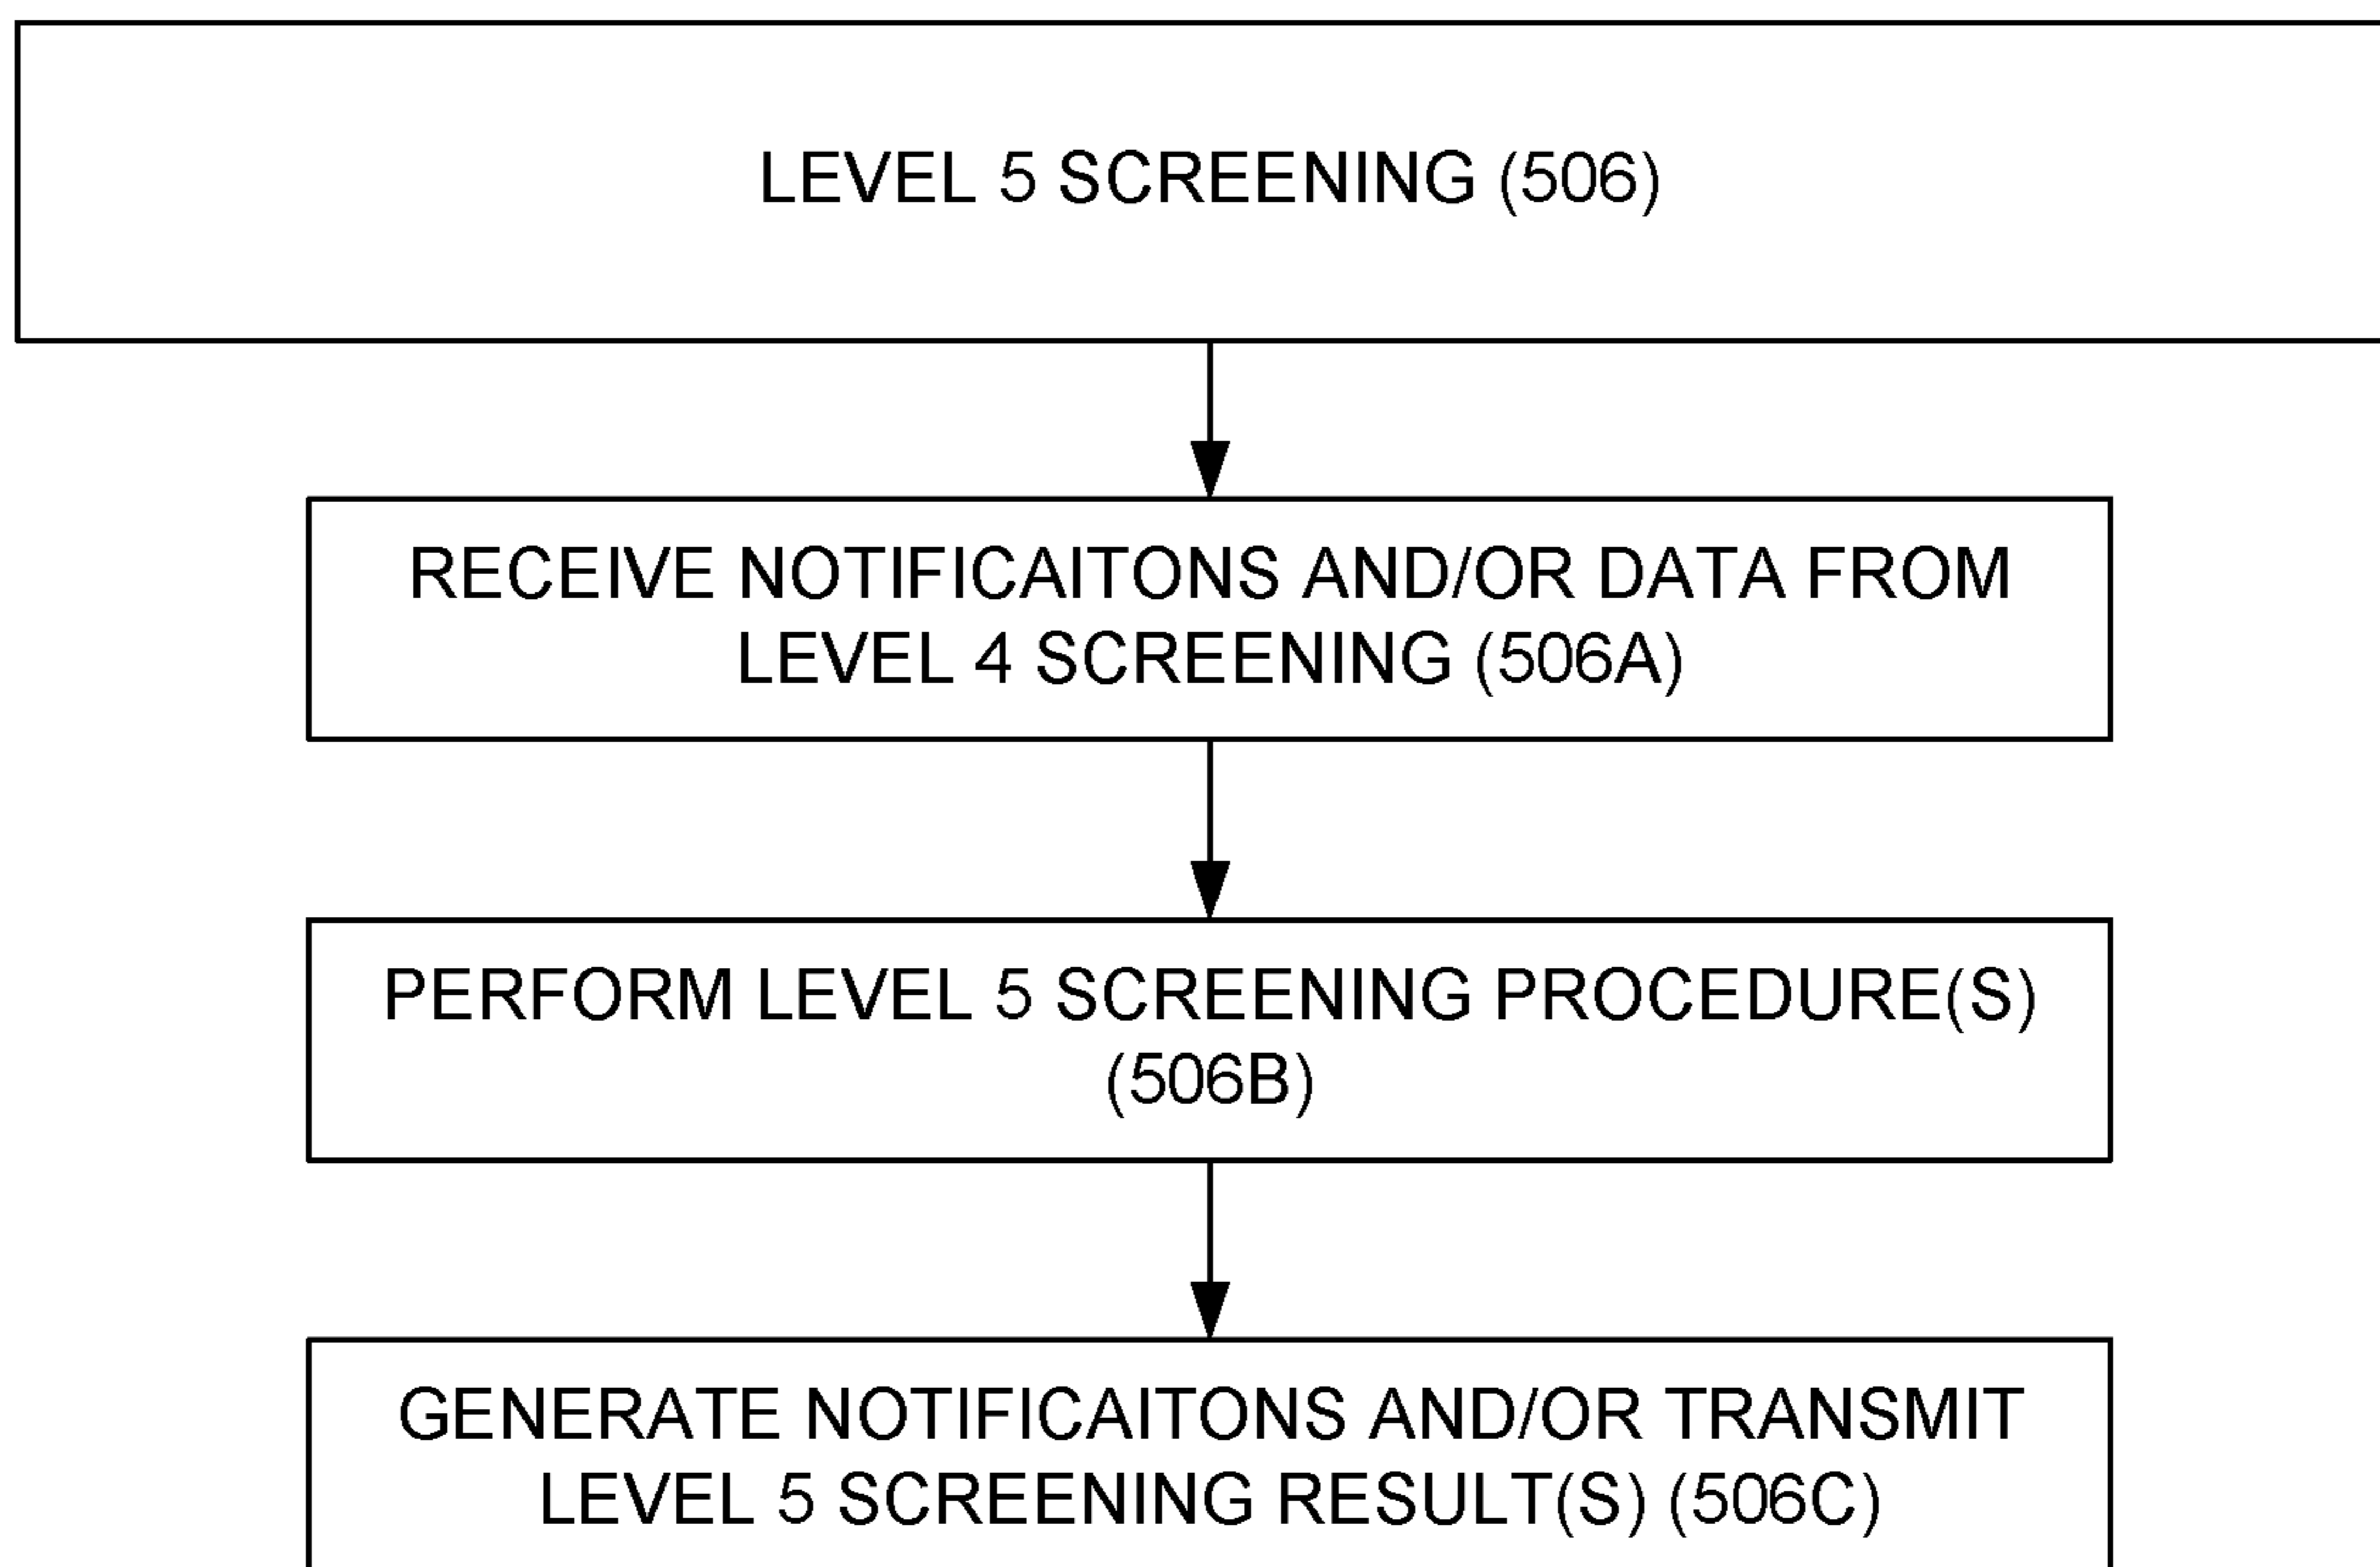 LEVEL 5 SCREENING (506)
RECEIVE NOTIFICAITONS AND/OR DATA FROM
LEVEL 4 SCREENING (506A)
PERFORM LEVEL 5 SCREENING PROCEDURE(S)
(506B)
GENERATE NOTIFICAITONS AND/OR TRANSMIT
LEVEL 5 SCREENING RESULT(S) (506C)